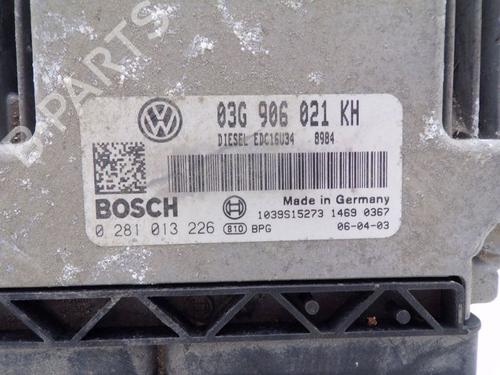 03G 906 021 KH
DIESEL EDC16U34 8984
BOSCH
Made in Germany
1039S15273 1469 0367
0 281 013 226 810 BPG 06-04-03